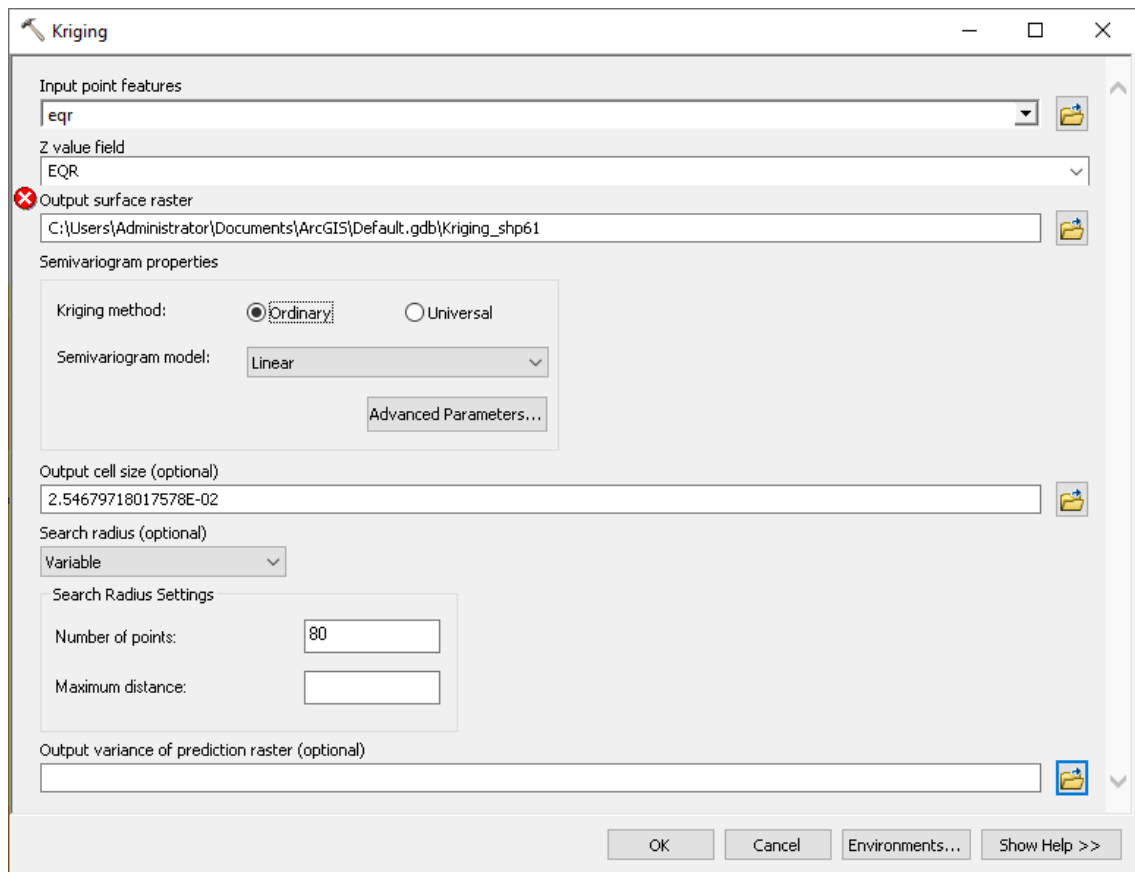 Kriging
Input point features
eqr
Z value field
EQR
Output surface raster
C:\Users\Administrator\Documents\ArcGIS\Default.gdb\Kriging_shp61
Semivariogram properties
Kriging method: Ordinary Universal
Semivariogram model: Linear
Advanced Parameters...
Output cell size (optional)
2.54679718017578E-02
Search radius (optional)
Variable
Search Radius Settings
Number of points: 80
Maximum distance:
Output variance of prediction raster (optional)
OK Cancel Environments... Show Help >>